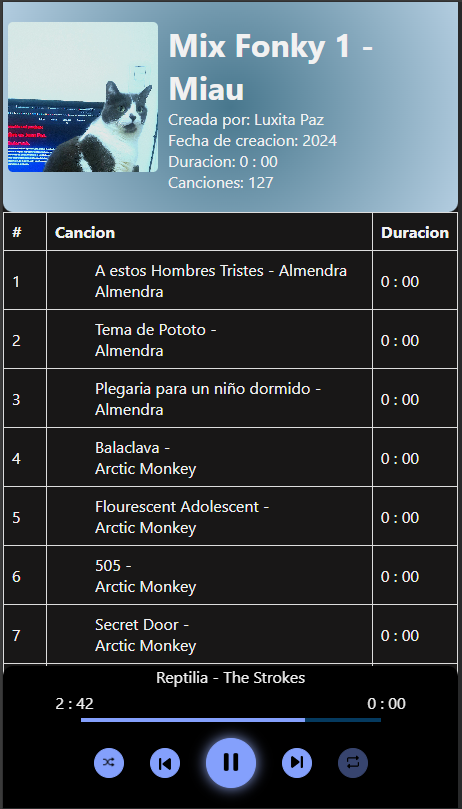 Mix Fonky 1 -
Miau
Creada por: Luxita Paz
Fecha de creacion: 2024
Duracion: 0 : 00
Canciones: 127
# Cancion Duracion
1 A estos Hombres Tristes - Almendra 0 : 00
Almendra
2 Tema de Pototo - 0 : 00
Almendra
3 Plegaria para un niño dormido - 0 : 00
Almendra
4 Balaclava - 0 : 00
Arctic Monkey
5 Flourescent Adolescent - 0 : 00
Arctic Monkey
6 505 - 0 : 00
Arctic Monkey
7 Secret Door - 0 : 00
Arctic Monkey
Reptilia - The Strokes
2 : 42 0 : 00